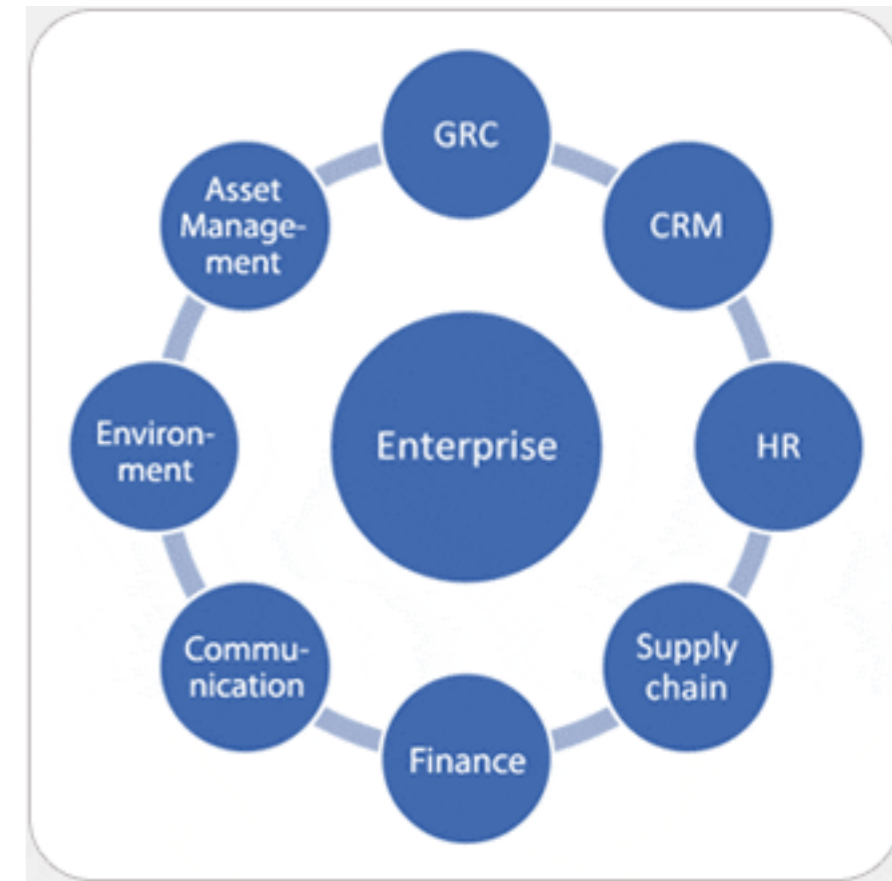 GRC
CRM
HR
Supply
chain
Finance
Commu-
nication
Environ-
ment
Asset
Manage-
ment
Enterprise